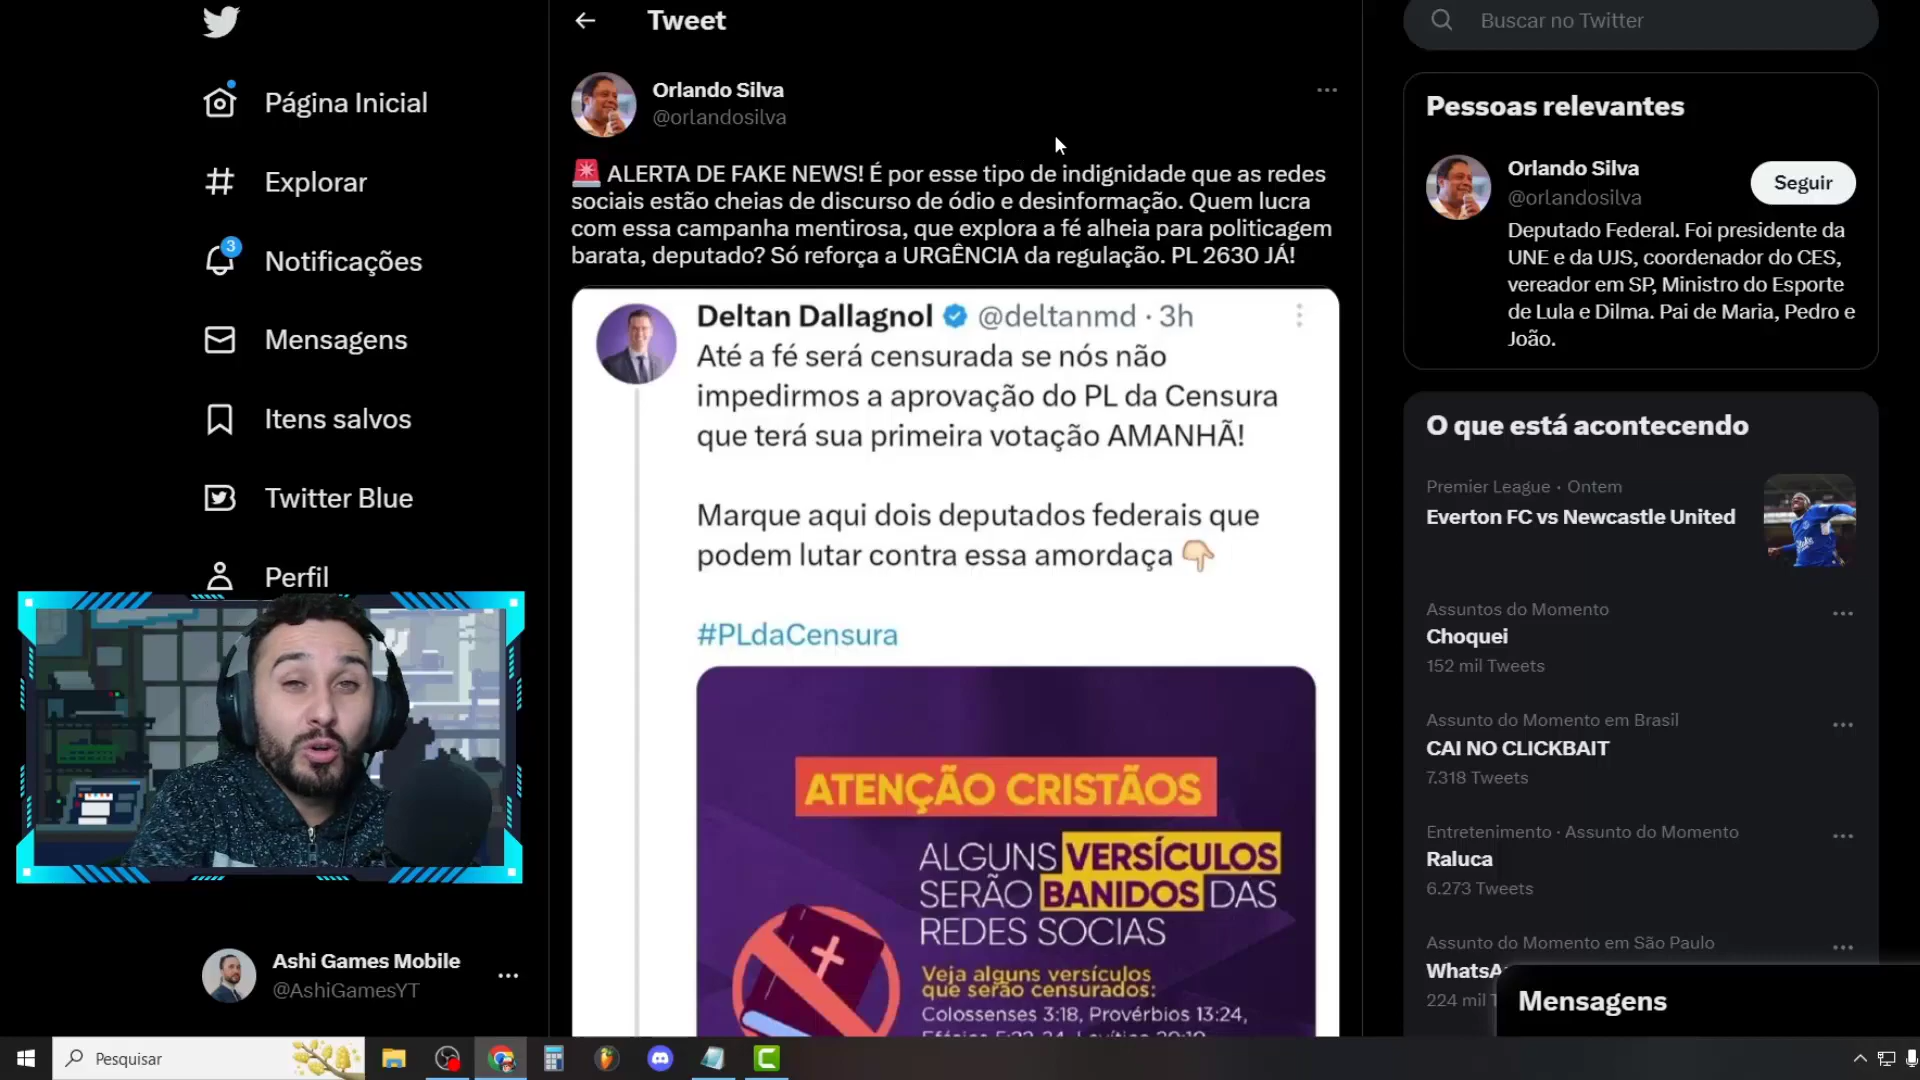 Página Inicial
Explorar
3
Notificações
Mensagens
Itens salvos
Twitter Blue
Perfil
Ashi Games Mobile
@AshiGamesYT
Tweet
Orlando Silva
@orlandosilva
ALERTA DE FAKE NEWS! É por esse tipo de indignidade que as redes
sociais estão cheias de discurso de ódio e desinformação. Quem lucra
com essa campanha mentirosa, que explora a fé alheia para politicagem
barata, deputado? Só reforça a URGÊNCIA da regulação. PL 2630 JÁ!
Deltan Dallagnol @deltanmd · 3h
Até a fé será censurada se nós não
impedirmos a aprovação do PL da Censura
que terá sua primeira votação AMANHÃ!
Marque aqui dois deputados federais que
podem lutar contra essa amordaça
#PLdaCensura
ATENÇÃO CRISTÃOS
ALGUNS VERSÍCULOS
SERÃO BANIDOS DAS
REDES SOCIAS
Veja alguns versículos
que serão censurados:
Colossenses 3:18, Provérbios 13:24,
Buscar no Twitter
Pessoas relevantes
Orlando Silva
@orlandosilva
Seguir
Deputado Federal. Foi presidente da
UNE e da UJS, coordenador do CES,
vereador em SP, Ministro do Esporte
de Lula e Dilma. Pai de Maria, Pedro e
João.
O que está acontecendo
Premier League · Ontem
Everton FC vs Newcastle United
Assuntos do Momento
Choquei
152 mil Tweets
Assunto do Momento em Brasil
CAI NO CLICKBAIT
7.318 Tweets
Entretenimento · Assunto do Momento
Raluca
6.273 Tweets
Assunto do Momento em São Paulo
WhatsA
224 mil T
Mensagens
Pesquisar